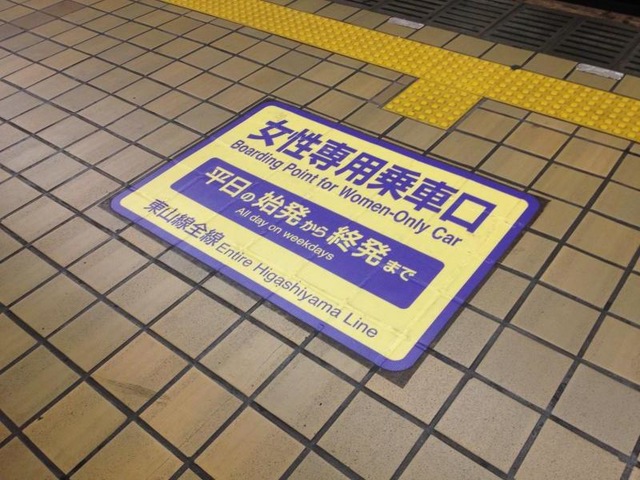 女性専用乗車口
Boarding Point for Women-Only Car
平日の始発から終発まで
All day on weekdays
東山線全線 Entire Higashiyama Line